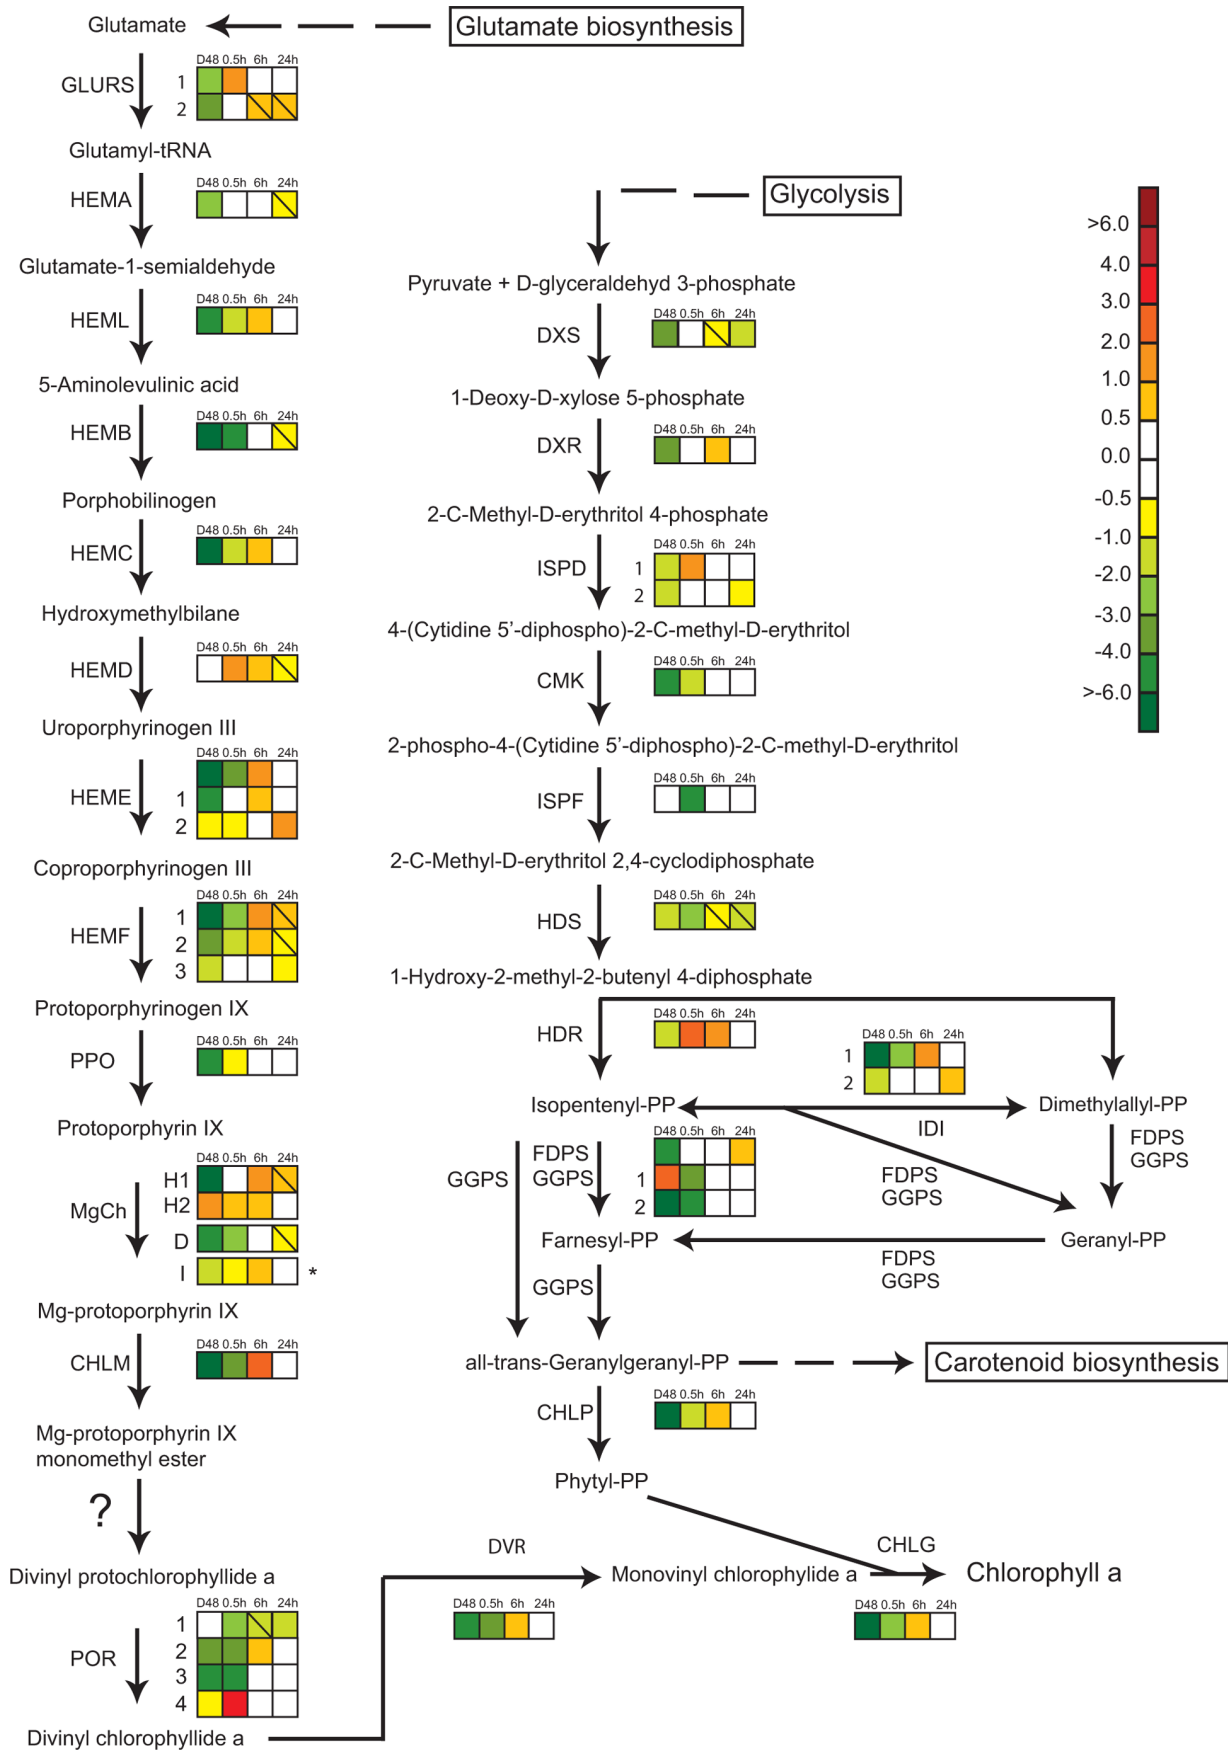 Glutamate
Glutamate biosynthesis
D48 0.5h 6h 24h
GLURS
1
2
Glutamyl-tRNA
D48 0.5h 6h 24h
HEMA
Glutamate-1-semialdehyde
D48 0.5h 6h 24h
HEML
5-Aminolevulinic acid
D48 0.5h 6h 24h
HEMB
Porphobilinogen
D48 0.5h 6h 24h
HEMC
Hydroxymethylbilane
D48 0.5h 6h 24h
HEMD
Uroporphyrinogen III
D48 0.5h 6h 24h
HEME
1
2
Coproporphyrinogen III
D48 0.5h 6h 24h
HEMF
1
2
3
Protoporphyrinogen IX
D48 0.5h 6h 24h
PPO
Protoporphyrin IX
D48 0.5h 6h 24h
MgCh
H1
H2
D
I
*
Mg-protoporphyrin IX
D48 0.5h 6h 24h
CHLM
Mg-protoporphyrin IX
monomethyl ester
?
Divinyl protochlorophyllide a
D48 0.5h 6h 24h
POR
1
2
3
4
Divinyl chlorophyllide a
Glycolysis
Pyruvate + D-glyceraldehyd 3-phosphate
D48 0.5h 6h 24h
DXS
1-Deoxy-D-xylose 5-phosphate
D48 0.5h 6h 24h
DXR
2-C-Methyl-D-erythritol 4-phosphate
D48 0.5h 6h 24h
ISPD
1
2
4-(Cytidine 5’-diphospho)-2-C-methyl-D-erythritol
D48 0.5h 6h 24h
CMK
2-phospho-4-(Cytidine 5’-diphospho)-2-C-methyl-D-erythritol
D48 0.5h 6h 24h
ISPF
2-C-Methyl-D-erythritol 2,4-cyclodiphosphate
D48 0.5h 6h 24h
HDS
1-Hydroxy-2-methyl-2-butenyl 4-diphosphate
D48 0.5h 6h 24h
HDR
D48 0.5h 6h 24h
1
2
Isopentenyl-PP
IDI
Dimethylallyl-PP
D48 0.5h 6h 24h
1
2
GGPS
FDPS
GGPS
FDPS
GGPS
FDPS
GGPS
Farnesyl-PP
Geranyl-PP
FDPS
GGPS
GGPS
all-trans-Geranylgeranyl-PP
Carotenoid biosynthesis
D48 0.5h 6h 24h
CHLP
Phytyl-PP
DVR
D48 0.5h 6h 24h
Monovinyl chlorophylide a
CHLG
D48 0.5h 6h 24h
Chlorophyll a
>6.0
4.0
3.0
2.0
1.0
0.5
0.0
-0.5
-1.0
-2.0
-3.0
-4.0
>-6.0